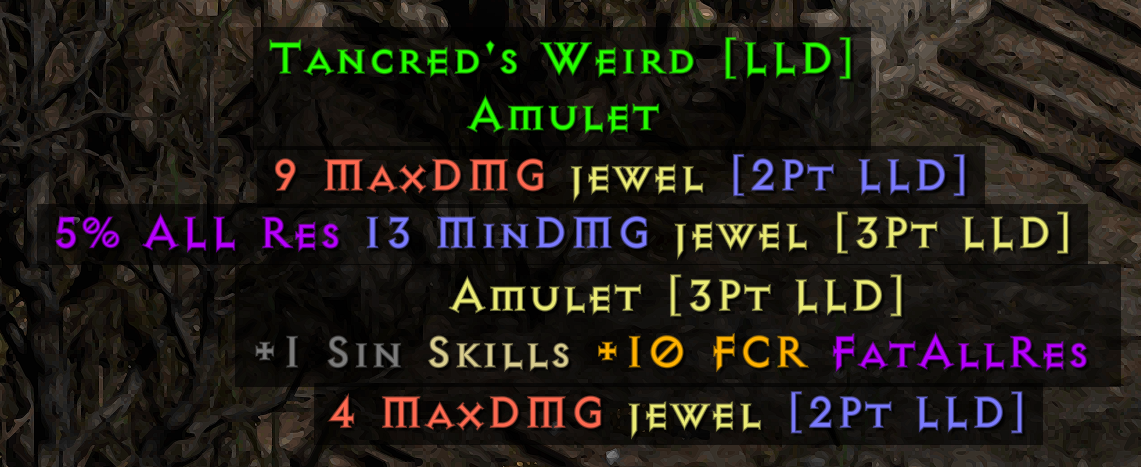 Tancred's Weird [LLD]
Amulet
9 MaxDMG jewel [2Pt LLD]
5% ALL Res 13 MinDMG jewel [3Pt LLD]
Amulet [3Pt LLD]
+1 Sin Skills +10 FCR FatAllRes
4 MaxDMG jewel [2Pt LLD]